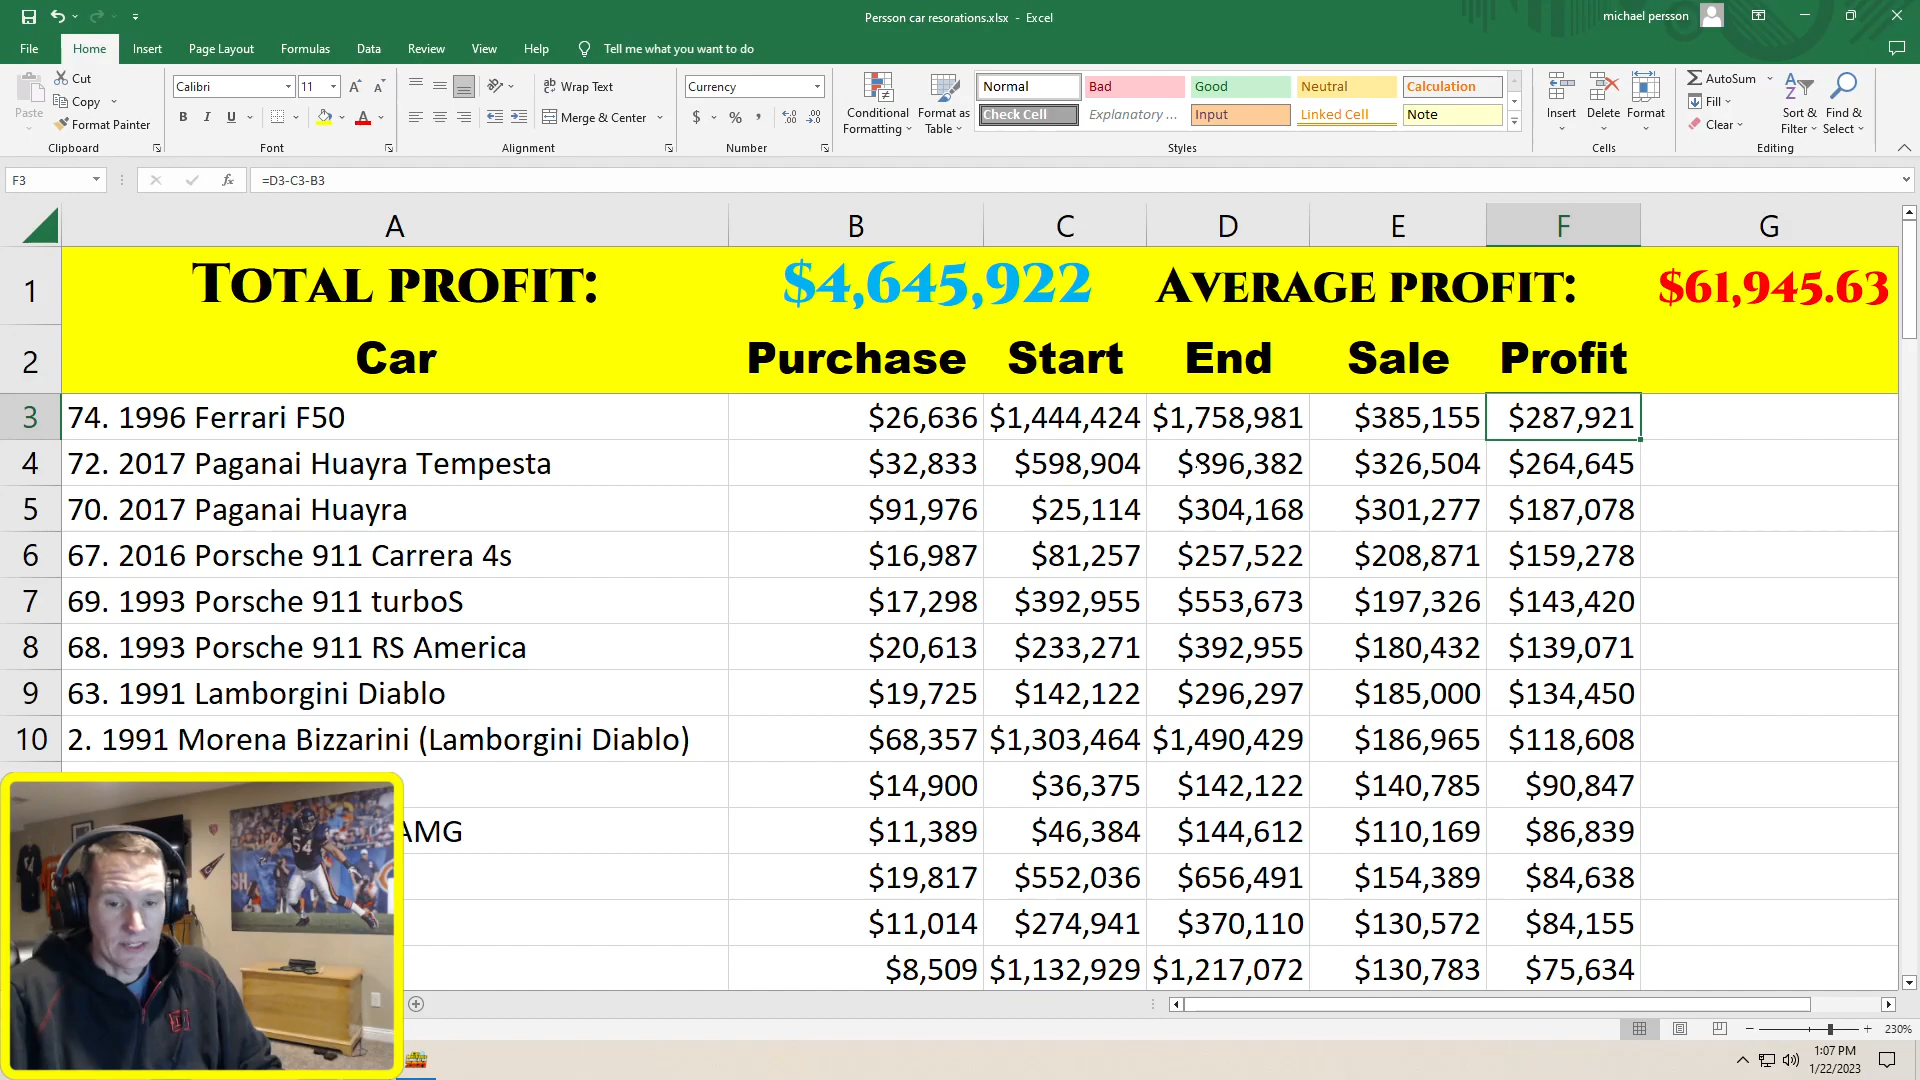 Persson car resorations.xlsx - Excel
michael persson
File Home Insert Page Layout Formulas Data Review View Help Tell me what you want to do
Paste
Cut
Copy
Format Painter
Clipboard
Calibri 11
B I U
Font
Wrap Text
Merge & Center
Alignment
Currency
$ % ,
Number
Conditional Formatting
Format as Table
Normal Bad Good Neutral Calculation
Check Cell Explanatory ... Input Linked Cell Note
Styles
Insert Delete Format
Cells
AutoSum
Fill
Clear
Sort & Filter
Find & Select
Editing
F3 fx =D3-C3-B3
A B C D E F G
1 Total profit: $4,645,922 Average profit: $61,945.63
2 Car Purchase Start End Sale Profit
3 74. 1996 Ferrari F50 $26,636 $1,444,424 $1,758,981 $385,155 $287,921
4 72. 2017 Paganai Huayra Tempesta $32,833 $598,904 $896,382 $326,504 $264,645
5 70. 2017 Paganai Huayra $91,976 $25,114 $304,168 $301,277 $187,078
6 67. 2016 Porsche 911 Carrera 4s $16,987 $81,257 $257,522 $208,871 $159,278
7 69. 1993 Porsche 911 turboS $17,298 $392,955 $553,673 $197,326 $143,420
8 68. 1993 Porsche 911 RS America $20,613 $233,271 $392,955 $180,432 $139,071
9 63. 1991 Lamborgini Diablo $19,725 $142,122 $296,297 $185,000 $134,450
10 2. 1991 Morena Bizzarini (Lamborgini Diablo) $68,357 $1,303,464 $1,490,429 $186,965 $118,608
$14,900 $36,375 $142,122 $140,785 $90,847
AMG $11,389 $46,384 $144,612 $110,169 $86,839
$19,817 $552,036 $656,491 $154,389 $84,638
$11,014 $274,941 $370,110 $130,572 $84,155
$8,509 $1,132,929 $1,217,072 $130,783 $75,634
54
230%
1:07 PM
1/22/2023